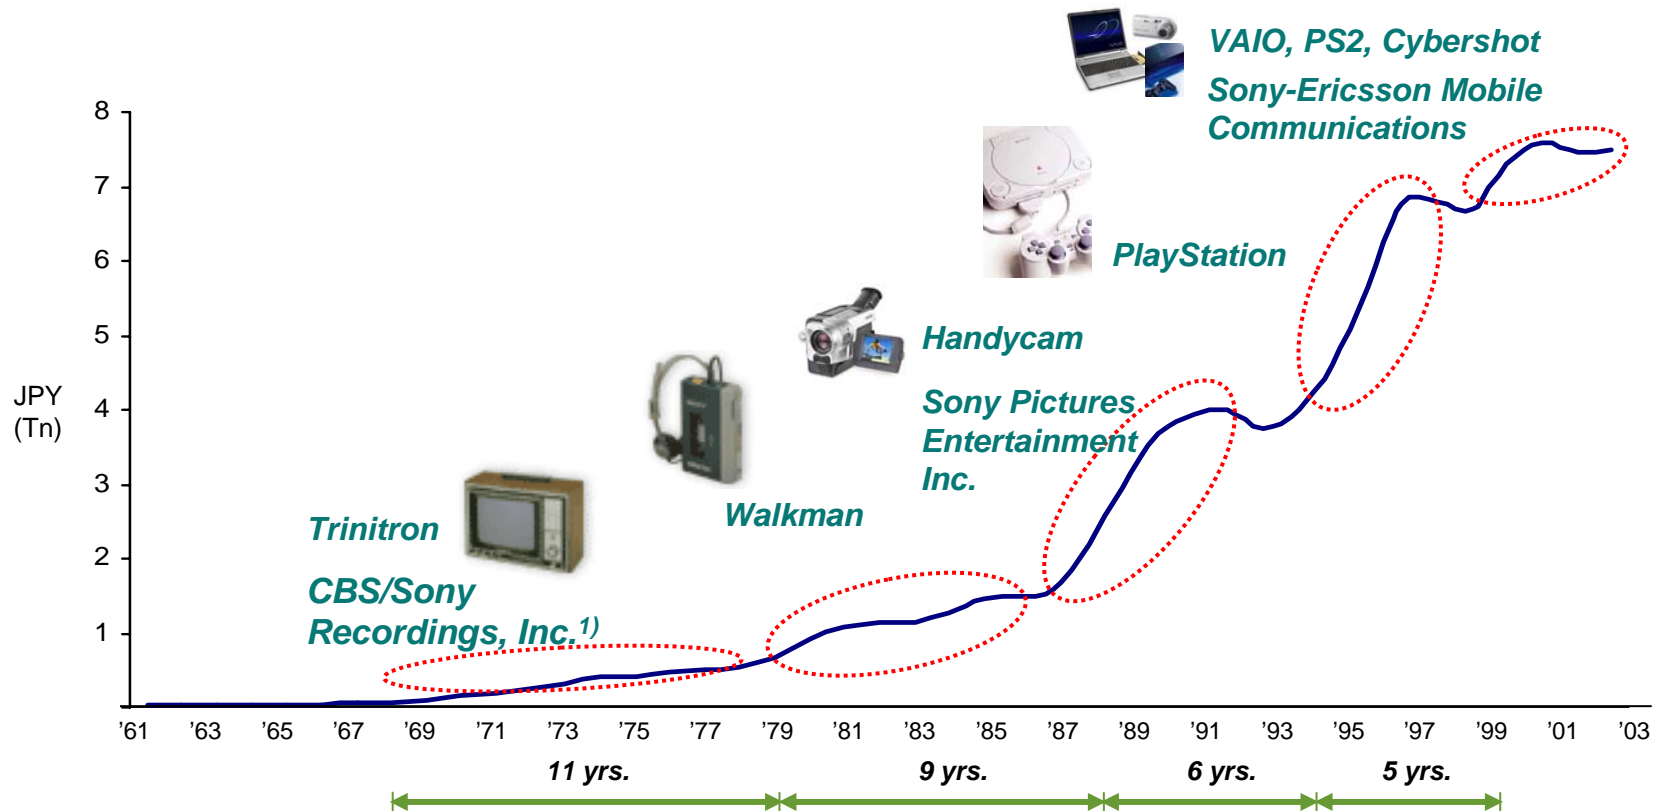 VAIO, PS2, Cybershot
Sony-Ericsson Mobile
Communications
PlayStation
Handycam
Sony Pictures
Entertainment
Inc.
Walkman
Trinitron
CBS/Sony
Recordings, Inc.1)
JPY
(Tn)
8
7
6
5
4
3
2
1
'61 '63 '65 '67 '69 '71 '73 '75 '77 '79 '81 '83 '85 '87 '89 '91 '93 '95 '97 '99 '01 '03
11 yrs. 9 yrs. 6 yrs. 5 yrs.